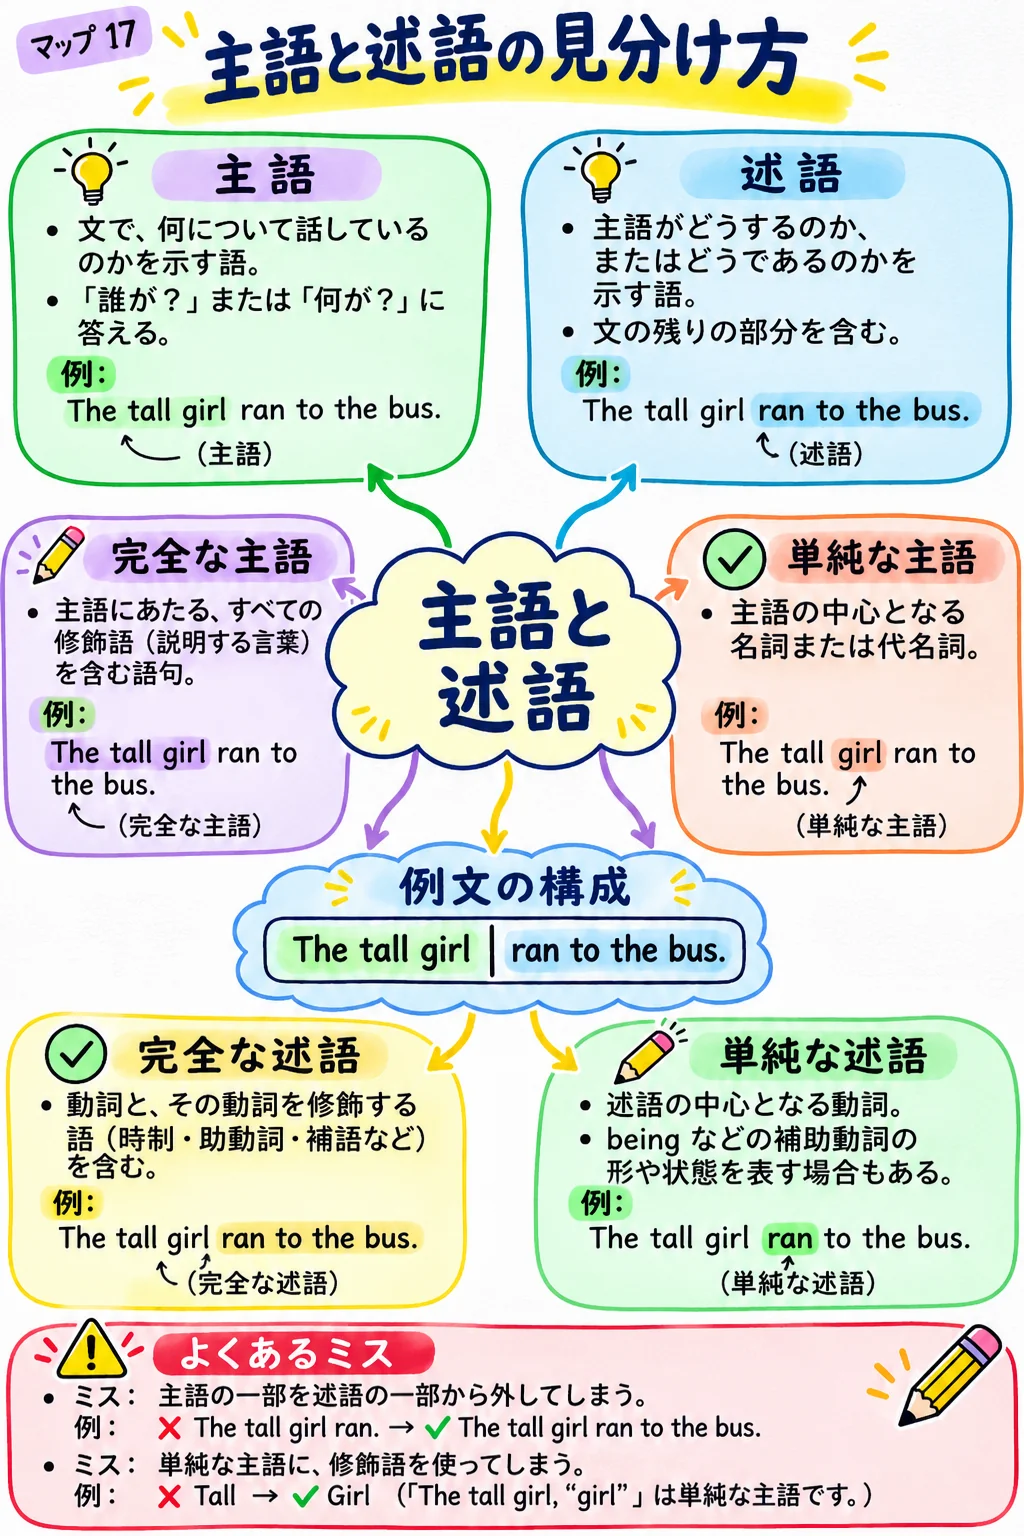 マップ 17
主語と述語の見分け方
主語
• 文で、何について話している
のかを示す語。
• 「誰が？」または「何が？」に
答える。
例：
The tall girl ran to the bus.
（主語）
述語
• 主語がどうするのか、
またはどうであるのかを
示す語。
• 文の残りの部分を含む。
例：
The tall girl ran to the bus.
（述語）
完全な主語
• 主語にあたる、すべての
修飾語（説明する言葉）
を含む語句。
例：
The tall girl ran to
the bus.
（完全な主語）
主語と
述語
単純な主語
• 主語の中心となる
名詞または代名詞。
例：
The tall girl ran to
the bus.
（単純な主語）
例文の構成
The tall girl | ran to the bus.
完全な述語
• 動詞と、その動詞を修飾する
語（時制・助動詞・補語など）
を含む。
例：
The tall girl ran to the bus.
（完全な述語）
単純な述語
• 述語の中心となる動詞。
• being などの補助動詞の
形や状態を表す場合もある。
例：
The tall girl ran to the bus.
（単純な述語）
よくあるミス
• ミス： 主語の一部を述語の一部から外してしまう。
例： ❌ The tall girl ran. → ✓ The tall girl ran to the bus.
• ミス： 単純な主語に、修飾語を使ってしまう。
例： ❌ Tall → ✓ Girl （「The tall girl, “girl”」は単純な主語です。）